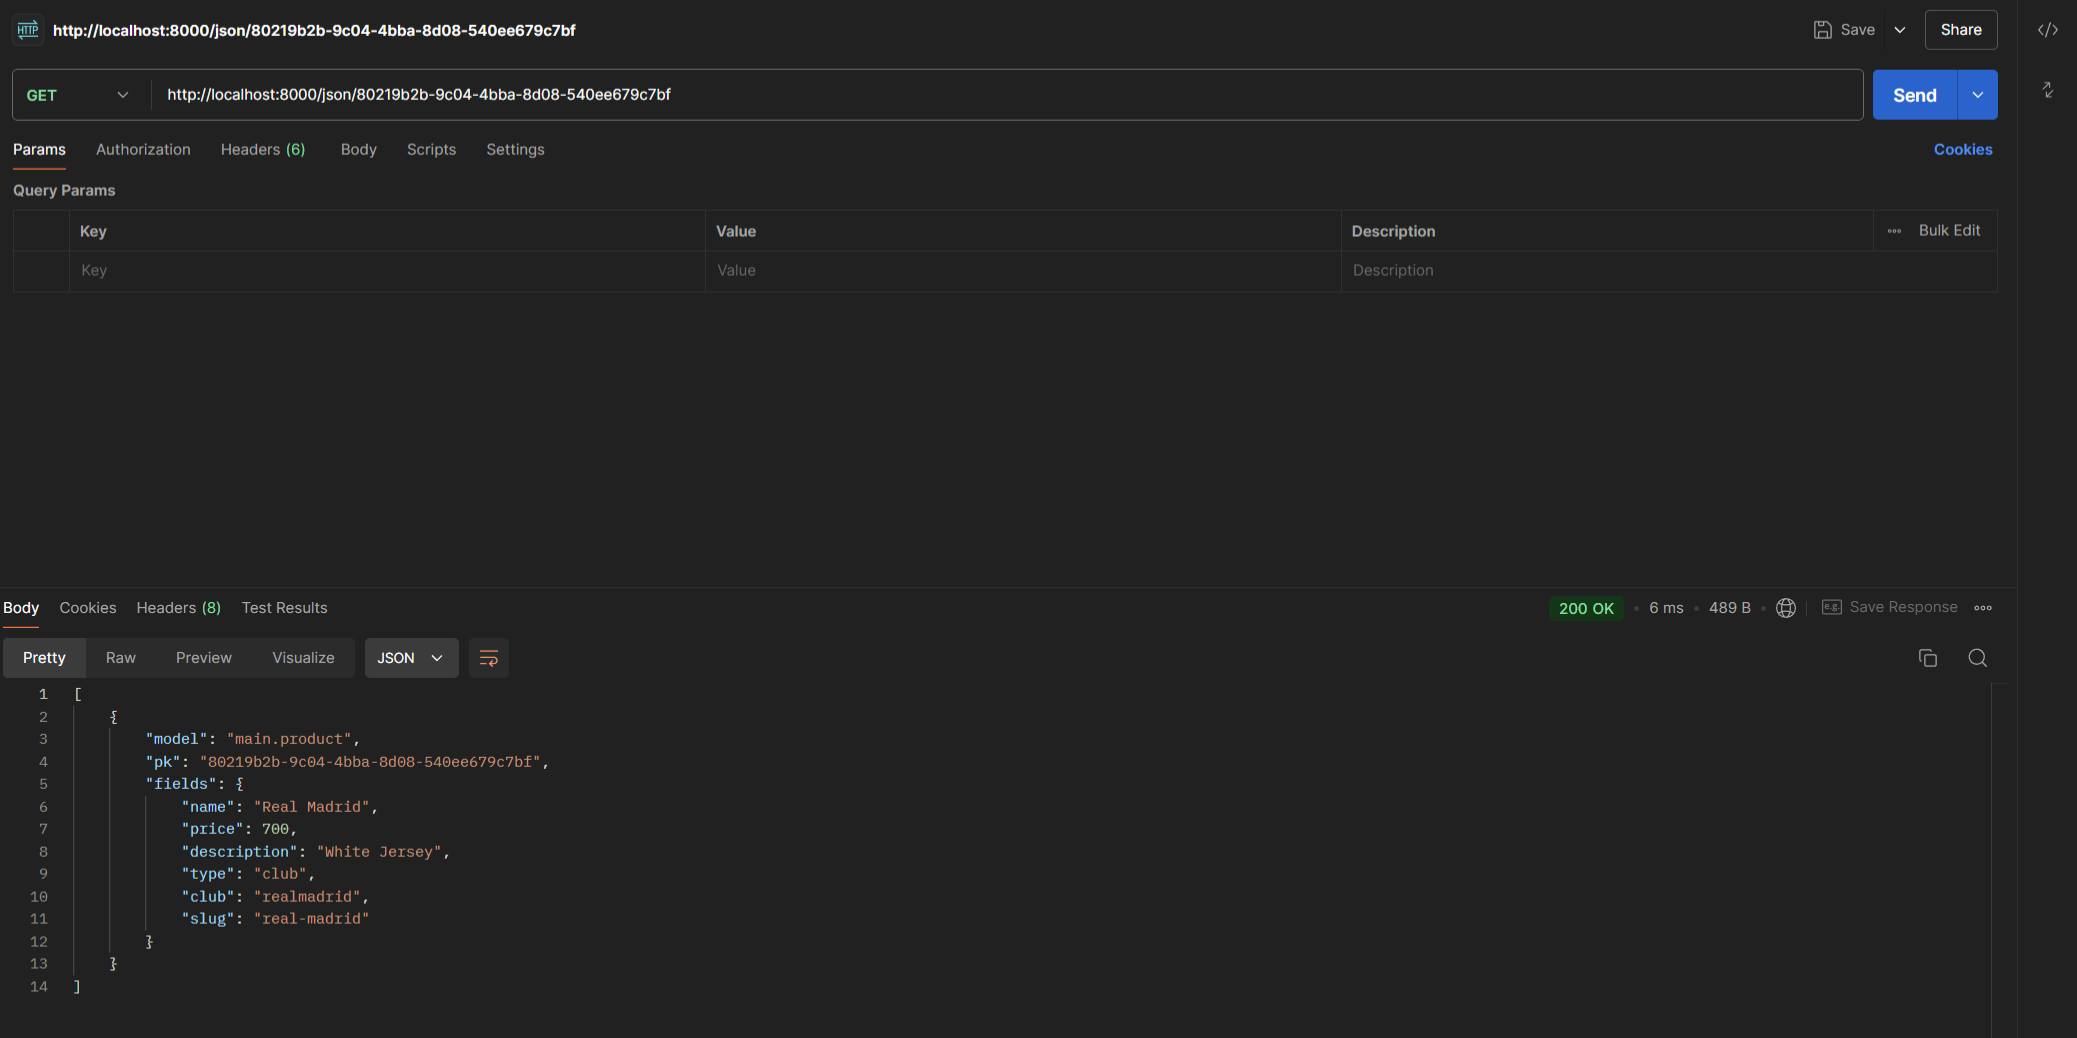 HTTP http://localhost:8000/json/80219b2b-9c04-4bba-8d08-540ee679c7bf Save Share
GET http://localhost:8000/json/80219b2b-9c04-4bba-8d08-540ee679c7bf Send
Params Authorization Headers (6) Body Scripts Settings Cookies
Query Params
Key Value Description Bulk Edit
Key Value Description
Body Cookies Headers (8) Test Results 200 OK • 6 ms • 489 B • e.g. Save Response
Pretty Raw Preview Visualize JSON
1 [
2 {
3 "model": "main.product",
4 "pk": "80219b2b-9c04-4bba-8d08-540ee679c7bf",
5 "fields": {
6 "name": "Real Madrid",
7 "price": 700,
8 "description": "White Jersey",
9 "type": "club",
10 "club": "realmadrid",
11 "slug": "real-madrid"
12 }
13 }
14 ]